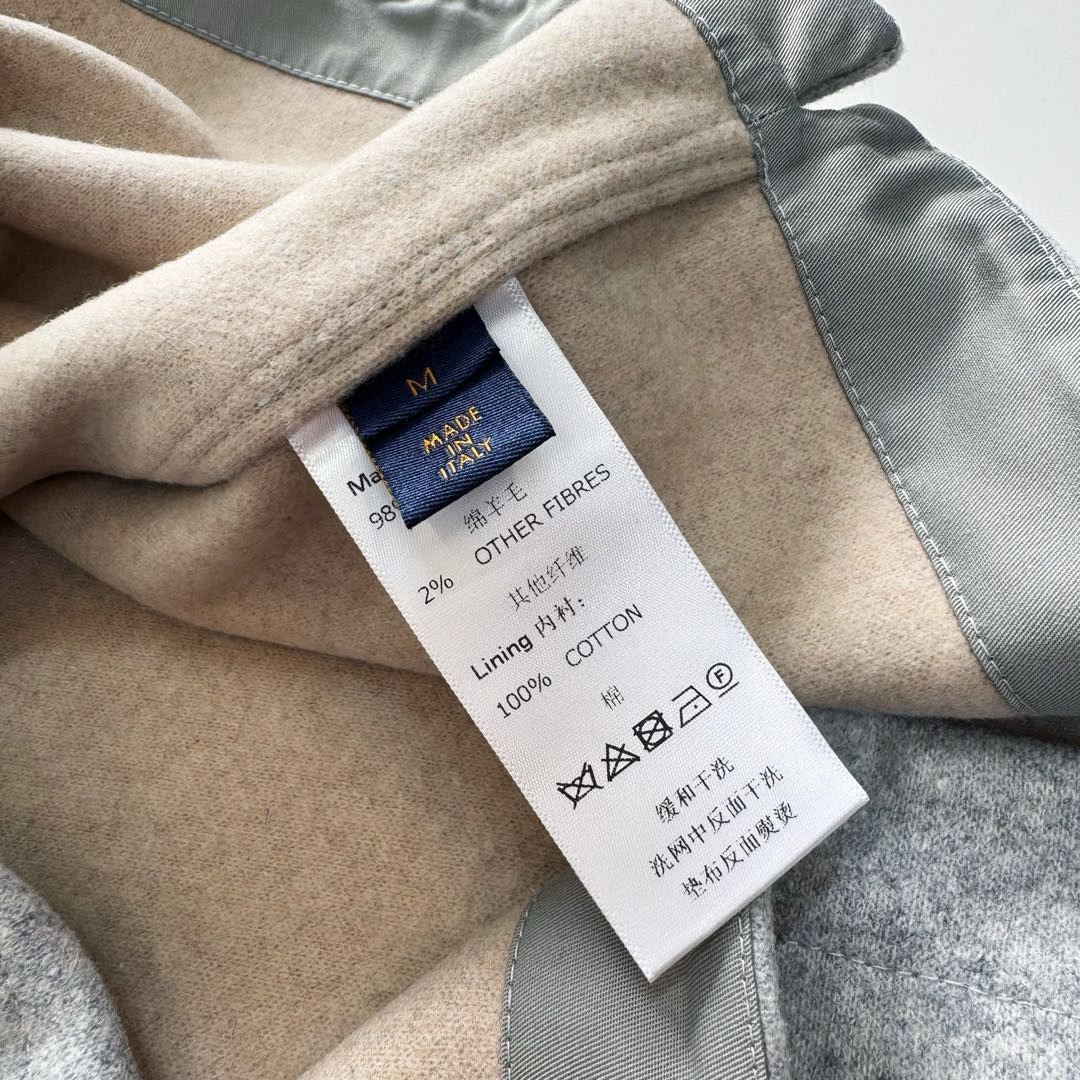 M
MADE
IN
ITALY
Ma
98%
绵羊毛
2% OTHER FIBRES
其他纤维
Lining 内衬：
100% COTTON
棉
F
缓和干洗
洗网中反面干洗
垫布反面熨烫